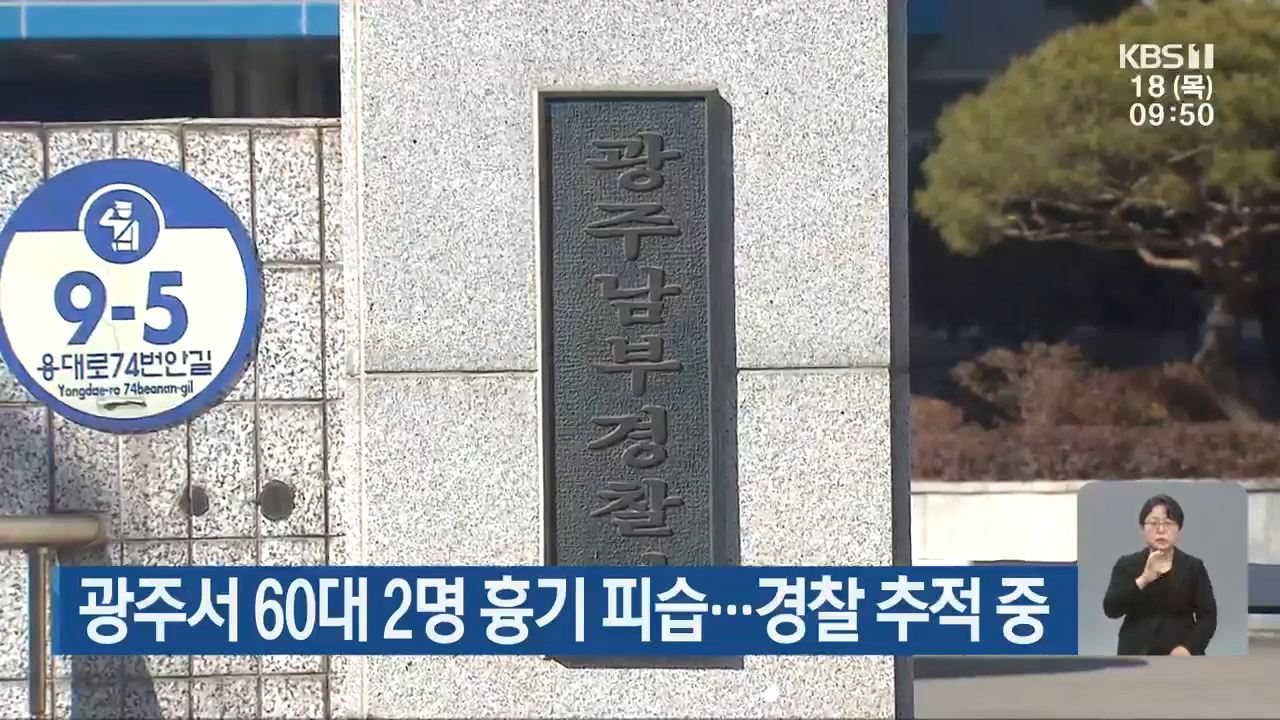 KBS1
18 (목)
09:50
9-5
용대로74번안길
Yongdae-ro 74beonan-gil
광주남부경찰
광주서 60대 2명 흉기 피습…경찰 추적 중